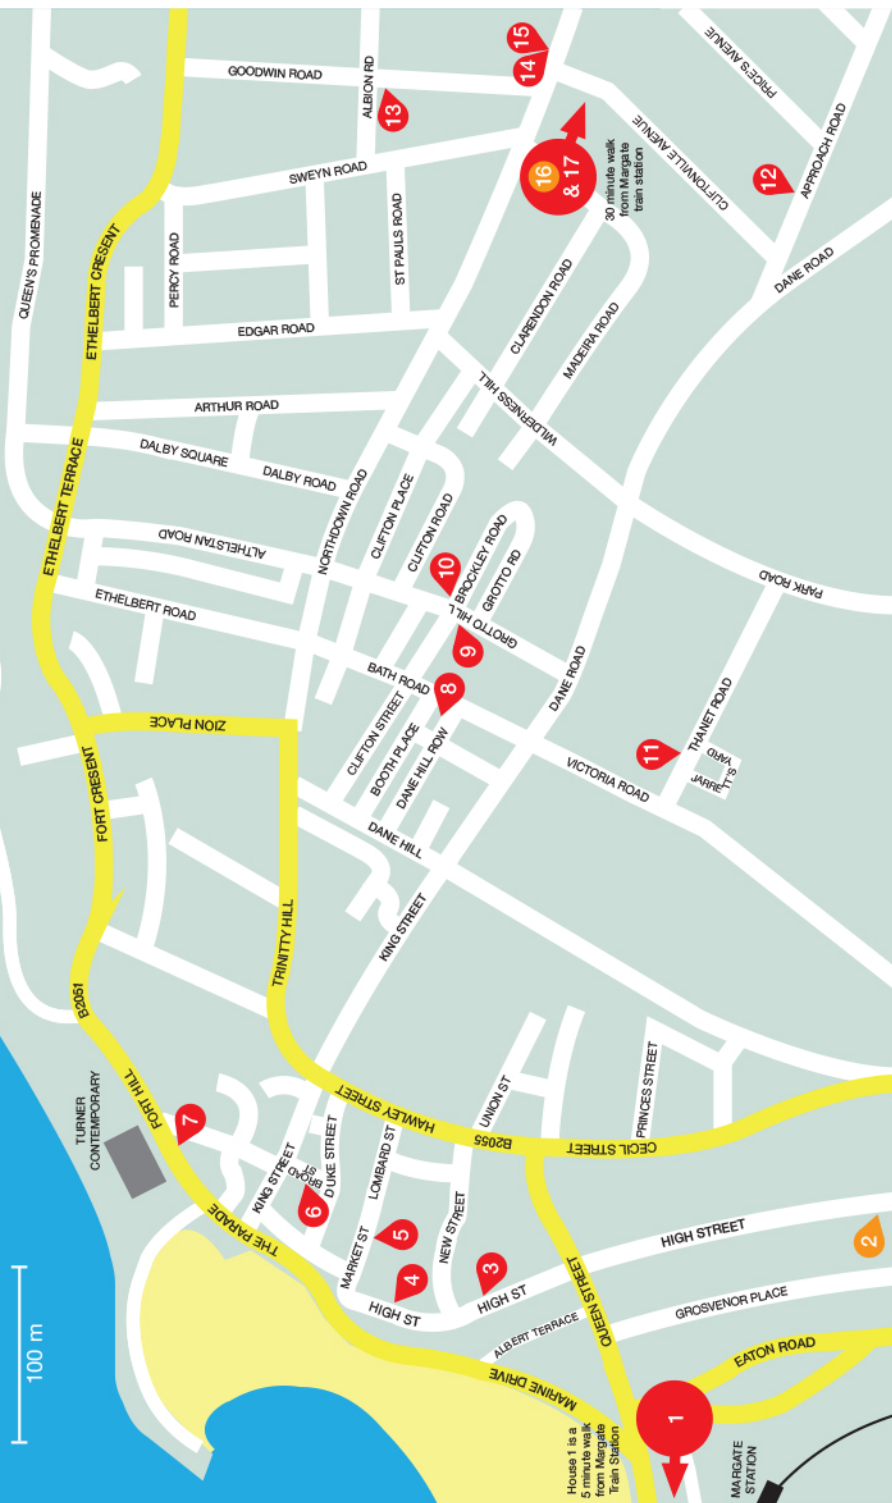 QUEEN'S PROMENADE
ETHELBERT CRESENT
GOODWIN ROAD
ALBION RD
13
14
15
PRICE'S AVENUE
SWEYN ROAD
PERCY ROAD
ST PAULS ROAD
16
& 17
30 minute walk
from Margate
train station
CLIFTONVILLE AVENUE
12
APPROACH ROAD
DANE ROAD
EDGAR ROAD
CLARENDON ROAD
MADEIRA ROAD
ARTHUR ROAD
WILDERNESS HILL
ETHELBERT TERRACE
DALBY SQUARE
DALBY ROAD
NORTHDOWN ROAD
CLIFTON PLACE
CLIFTON ROAD
ALTHELSTAN ROAD
10
BROCKLEY ROAD
GROTTO RD
GROTTO HILL
PARK ROAD
ETHELBERT ROAD
BATH ROAD
9
8
DANE ROAD
ZION PLACE
CLIFTON STREET
BOOTH PLACE
DANE HILL ROW
11
THANET ROAD
JARRETT'S
YARD
VICTORIA ROAD
FORT CRESENT
DANE HILL
KING STREET
TRINITTY HILL
B2051
TURNER
CONTEMPORARY
FORT HILL
7
HAWLEY STREET
UNION ST
PRINCES STREET
B2055
CECIL STREET
KING STREET
BROAD
ST
DUKE STREET
LOMBARD ST
6
THE PARADE
MARKET ST
5
NEW STREET
4
3
HIGH ST
HIGH ST
HIGH STREET
2
QUEEN STREET
ALBERT TERRACE
GROSVENOR PLACE
MARINE DRIVE
EATON ROAD
100 m
House 1 is a
5 minute walk
from Margate
Train Station
1
MARGATE
STATION